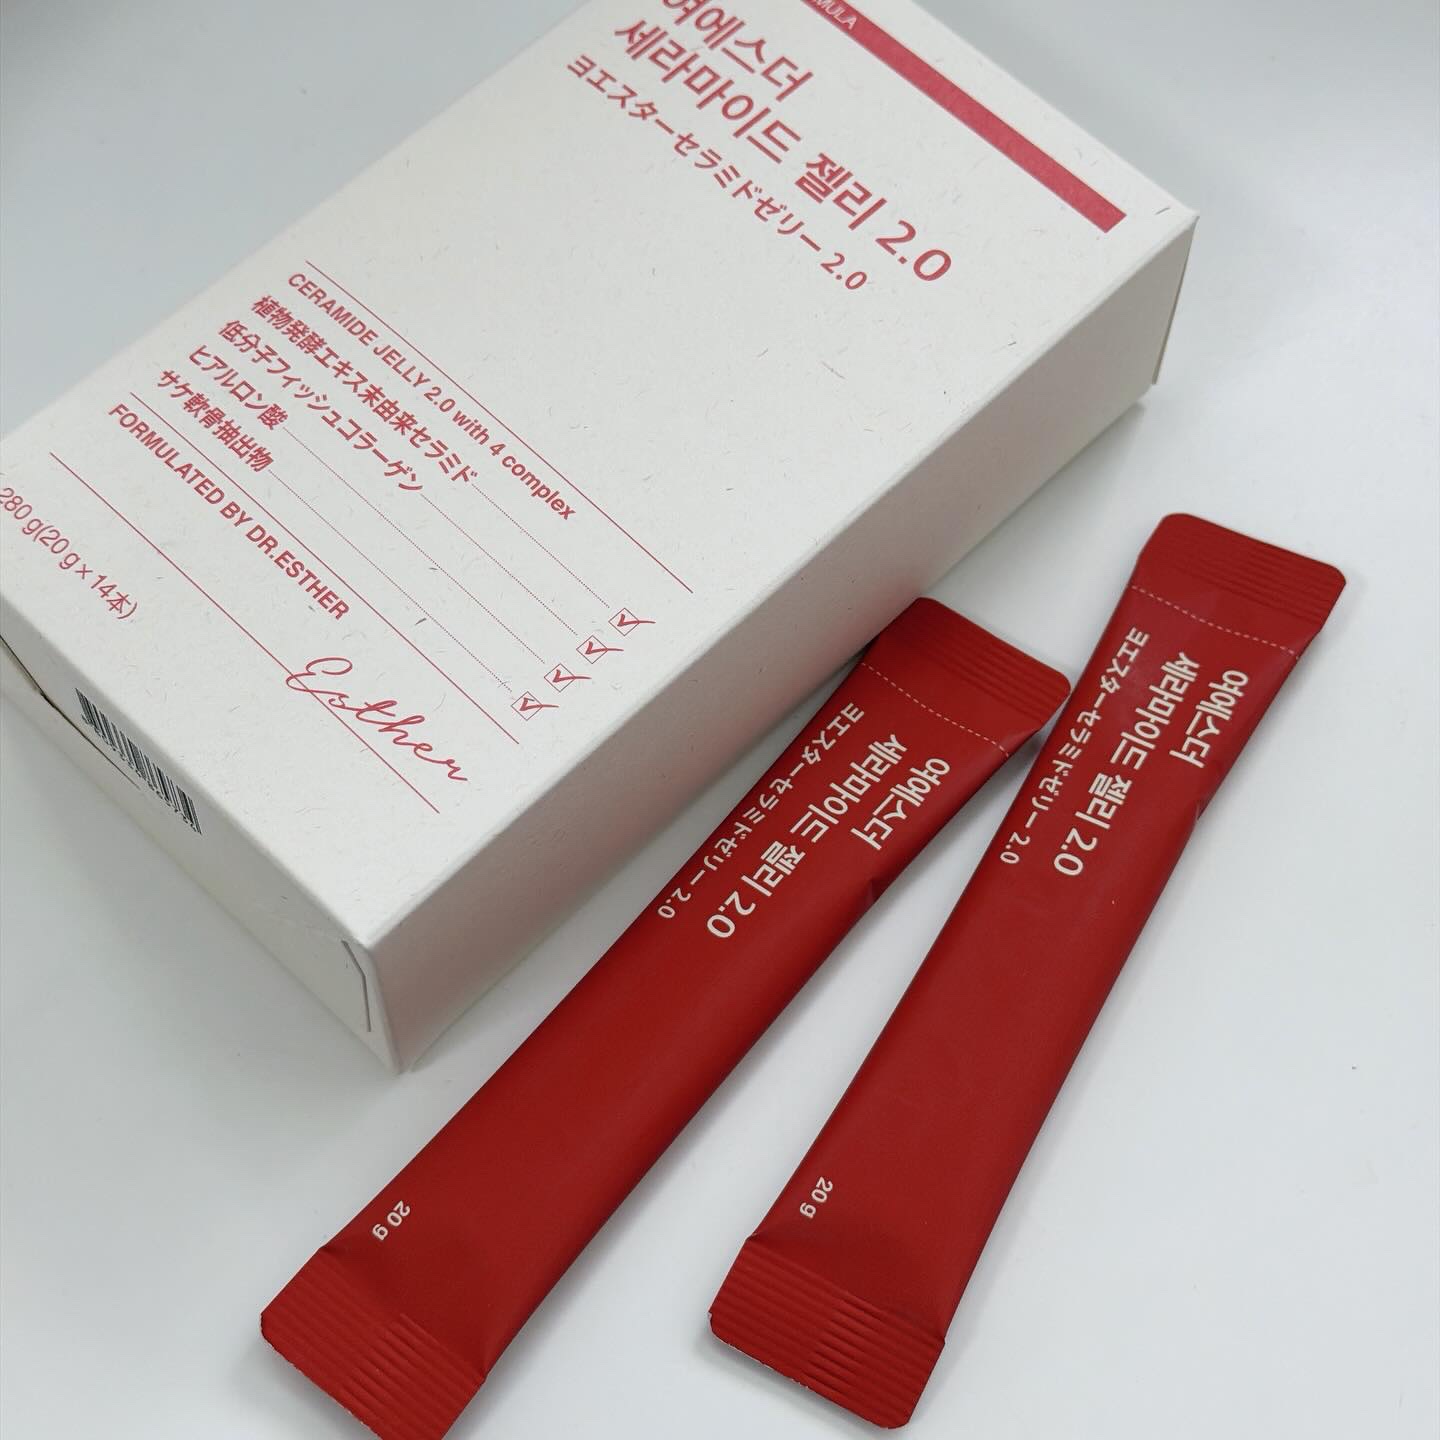 MULA
여에스더
세라마이드 젤리 2.0
ヨエスターセラミドゼリー 2.0
CERAMIDE JELLY 2.0 with 4 complex
植物発酵エキス末由来セラミド
低分子フィッシュコラーゲン
ヒアルロン酸
サケ軟骨抽出物
FORMULATED BY DR.ESTHER
Esther
280 g(20 g x 14本)
여에스더
세라마이드 젤리 2.0
ヨエスターセラミドゼリー 2.0
20 g
여에스더
세라마이드 젤리 2.0
ヨエスターセラミドゼリー 2.0
20 g